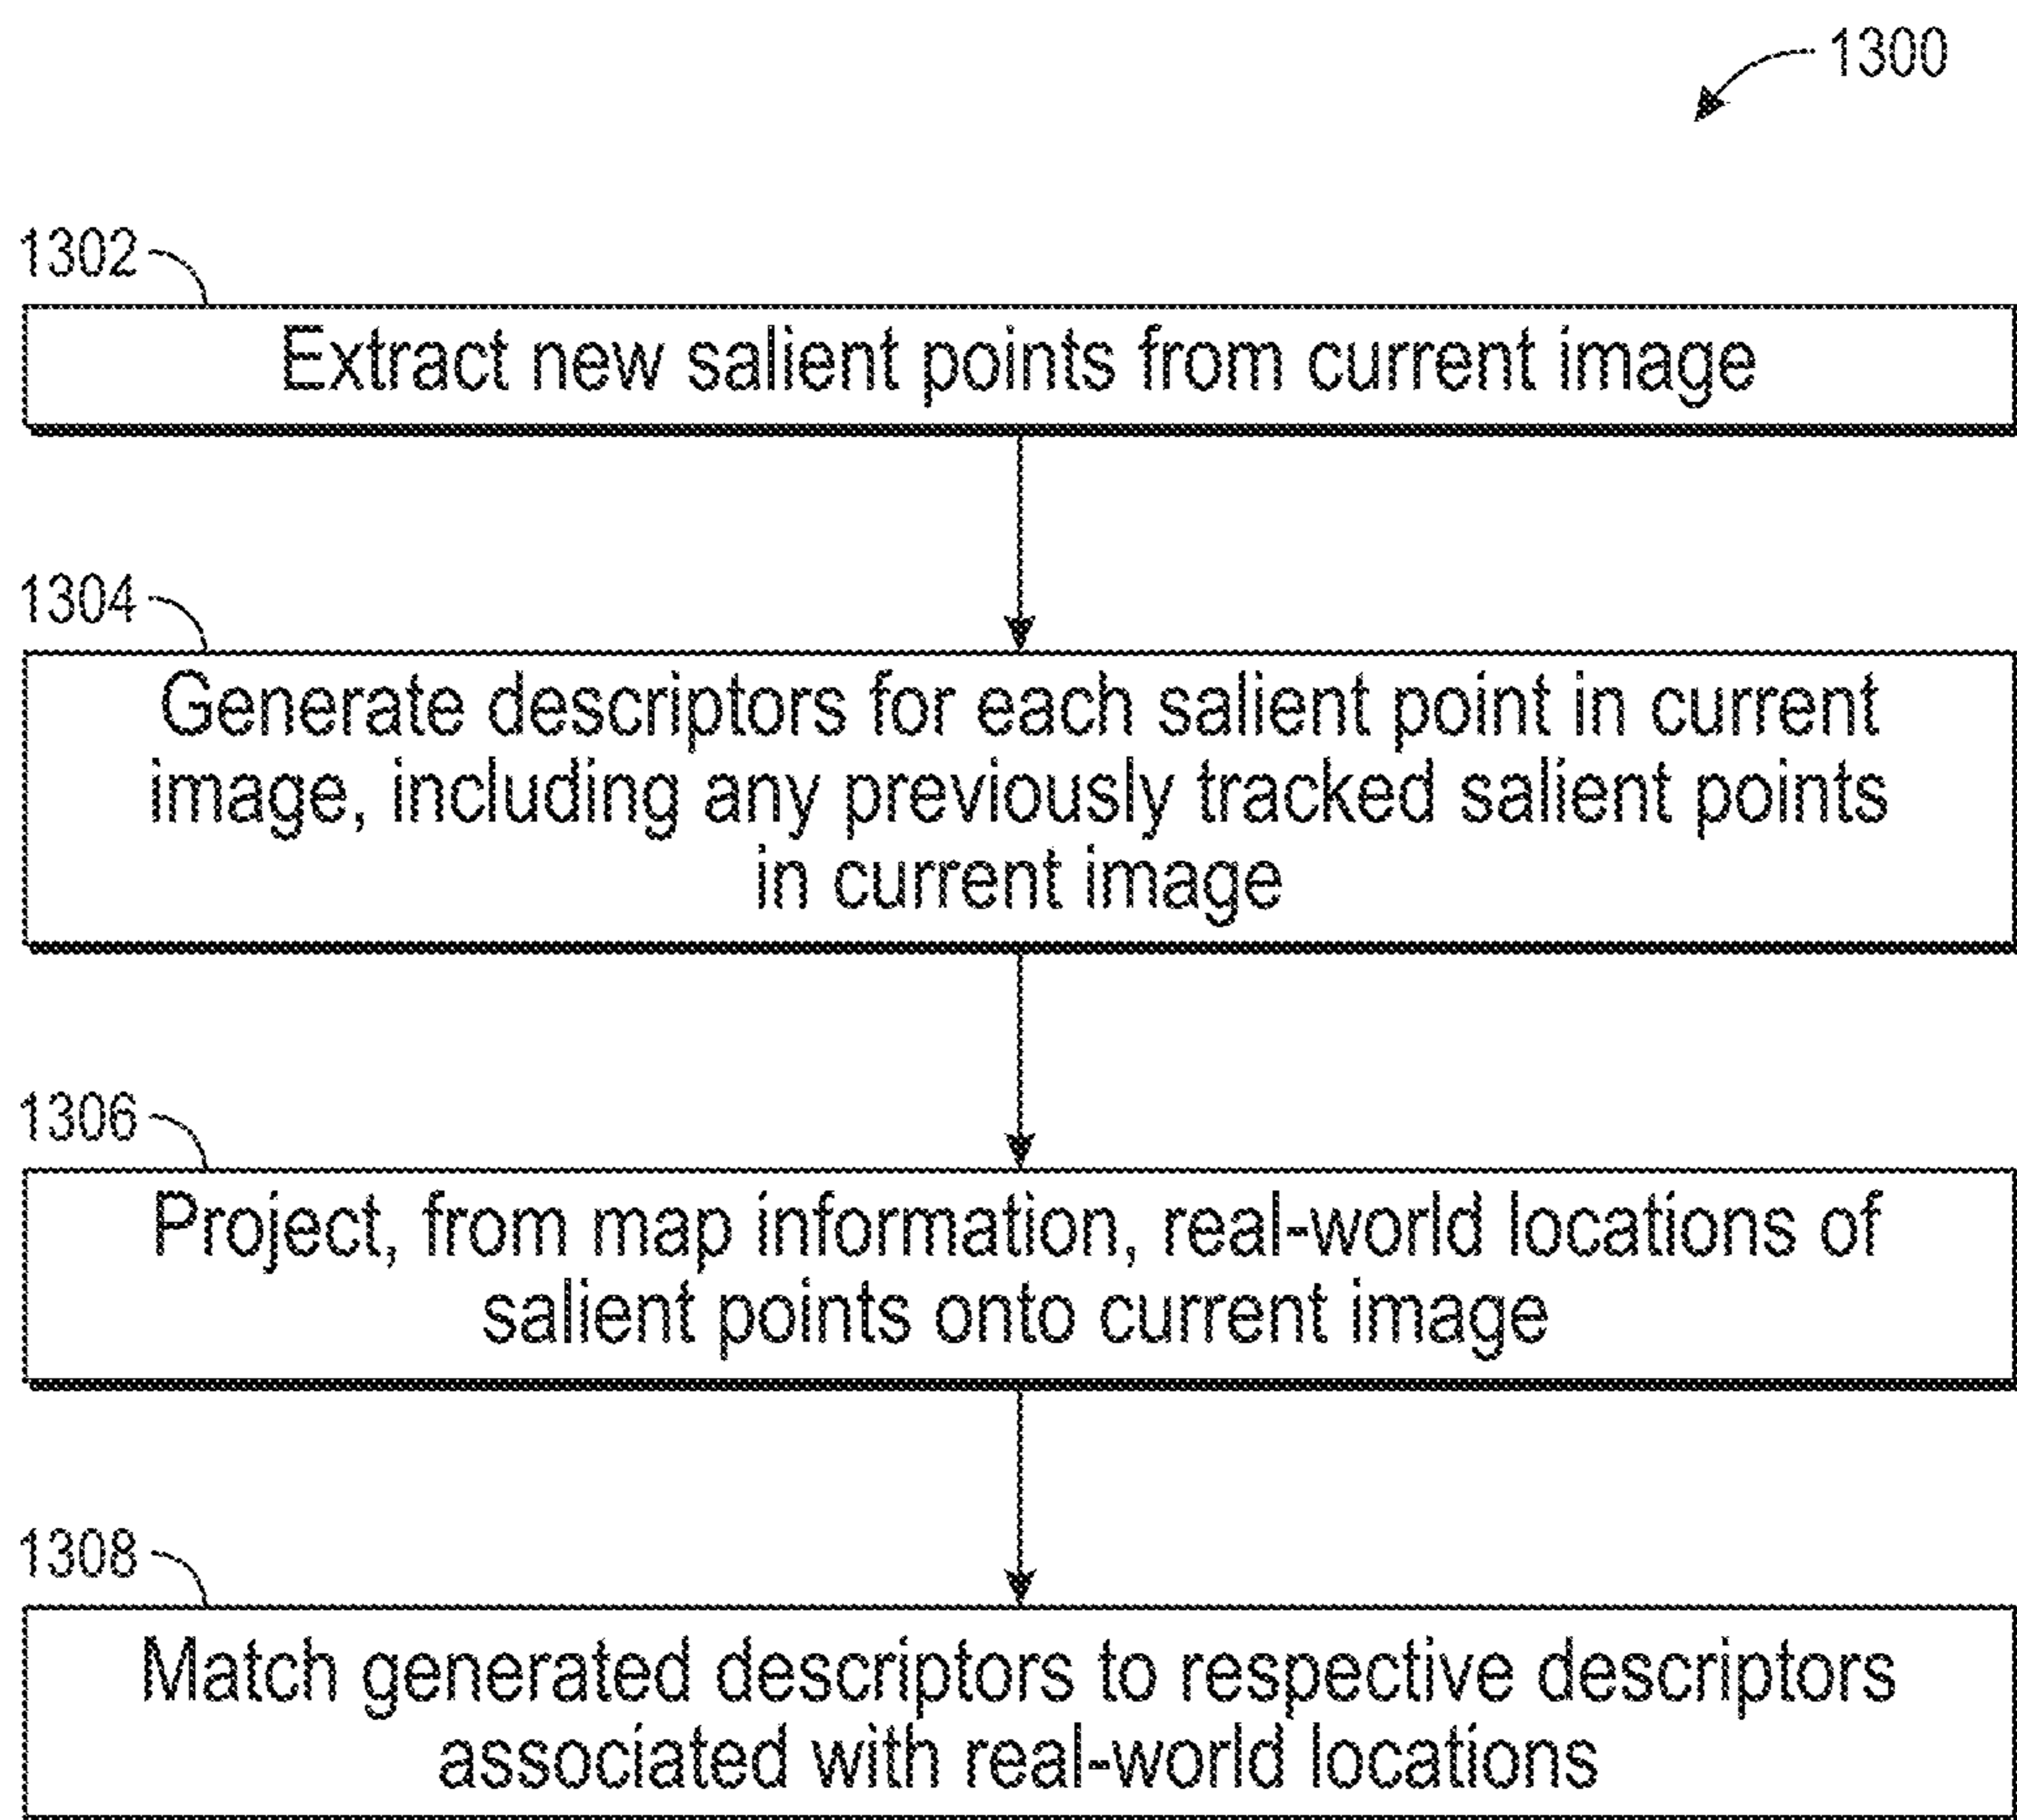 1300
1302
Extract new salient points from current image
1304
Generate descriptors for each salient point in current
image, including any previously tracked salient points
in current image
1306
Project, from map information, real-world locations of
salient points onto current image
1308
Match generated descriptors to respective descriptors
associated with real-world locations